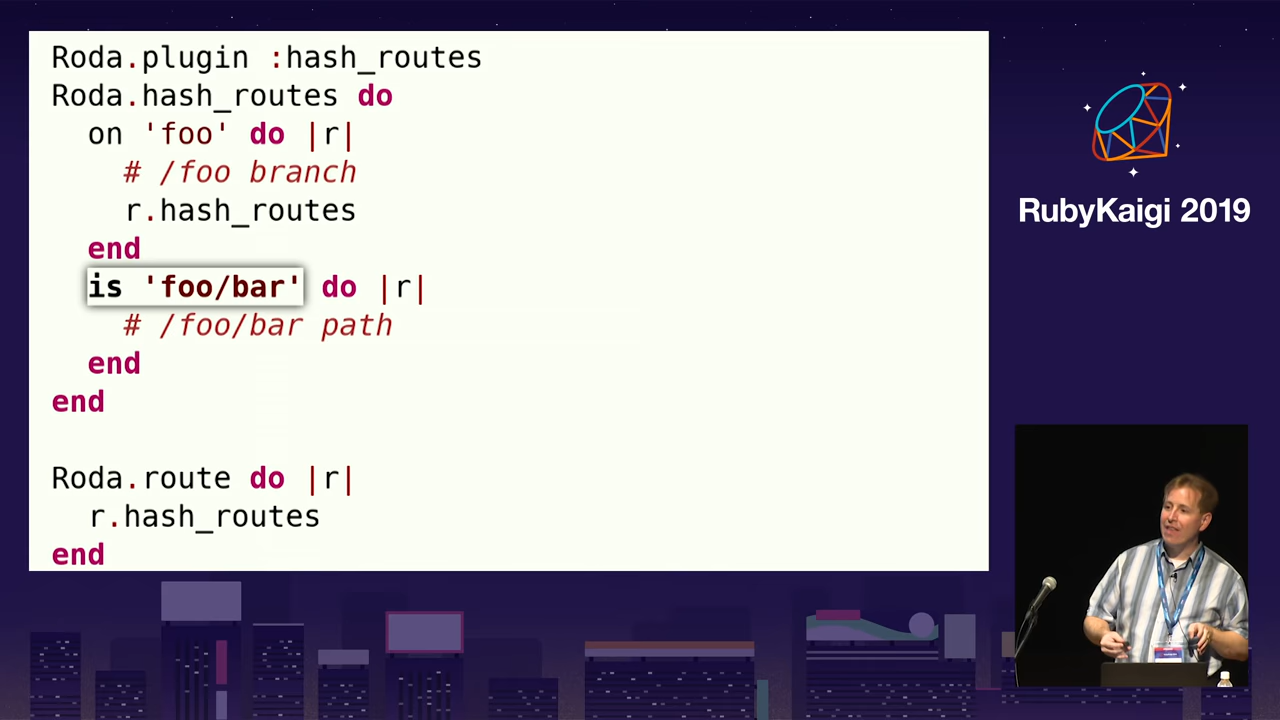 Roda.plugin :hash_routes
Roda.hash_routes do
  on 'foo' do |r|
    # /foo branch
    r.hash_routes
  end
  is 'foo/bar' do |r|
    # /foo/bar path
  end
end

Roda.route do |r|
  r.hash_routes
end
RubyKaigi 2019